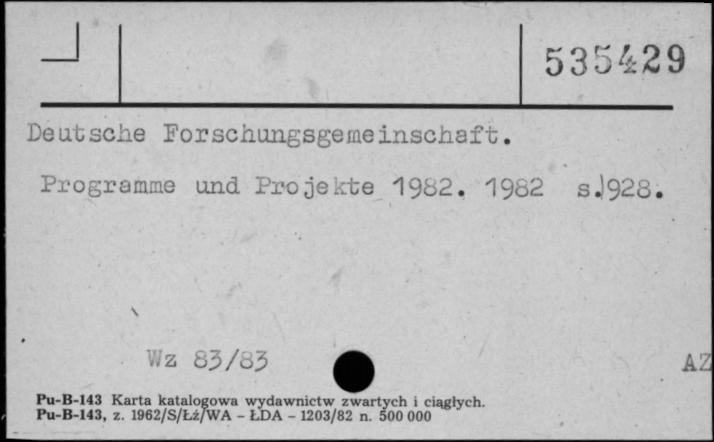 535429
Deutsche Forschungsgemeinschaft.
Programme und Projekte 1982. 1982 s.1928.
Wz 83/83
AZ
Pu-B-143 Karta katalogowa wydawnictw zwartych i ciągłych.
Pu-B-143, z. 1962/S/Łź/WA - ŁDA - 1203/82 n. 500 000